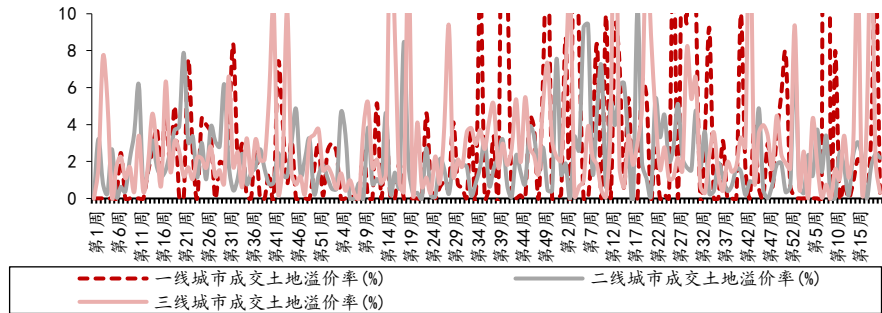 10
8
6
4
2
0
第1周
第6周
第11周
第16周
第21周
第26周
第31周
第36周
第41周
第46周
第51周
第4周
第9周
第14周
第19周
第24周
第29周
第34周
第39周
第44周
第49周
第2周
第7周
第12周
第17周
第22周
第27周
第32周
第37周
第42周
第47周
第52周
第5周
第10周
第15周
一线城市成交土地溢价率(%) 二线城市成交土地溢价率(%)
三线城市成交土地溢价率(%)